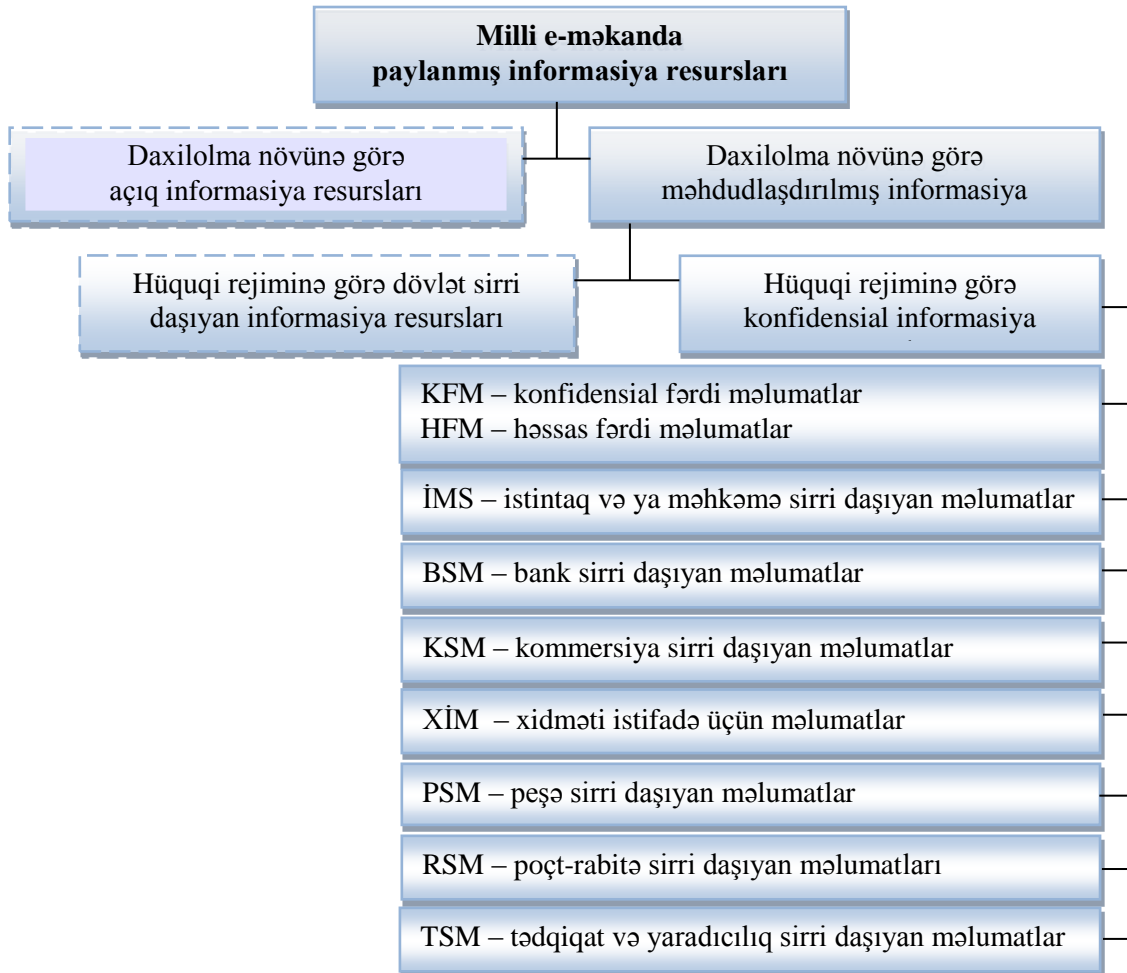 Milli e-məkanda
paylanmış informasiya resursları
Daxilolma növünə görə
açıq informasiya resursları
Daxilolma növünə görə
məhdudlaşdırılmış informasiya
Hüquqi rejiminə görə dövlət sirri
daşıyan informasiya resursları
Hüquqi rejiminə görə
konfidensial informasiya
KFM – konfidensial fərdi məlumatlar
HFM – həssas fərdi məlumatlar
İMS – istintaq və ya məhkəmə sirri daşıyan məlumatlar
BSM – bank sirri daşıyan məlumatlar
KSM – kommersiya sirri daşıyan məlumatlar
XİM – xidməti istifadə üçün məlumatlar
PSM – peşə sirri daşıyan məlumatlar
RSM – poçt-rabitə sirri daşıyan məlumatları
TSM – tədqiqat və yaradıcılıq sirri daşıyan məlumatlar